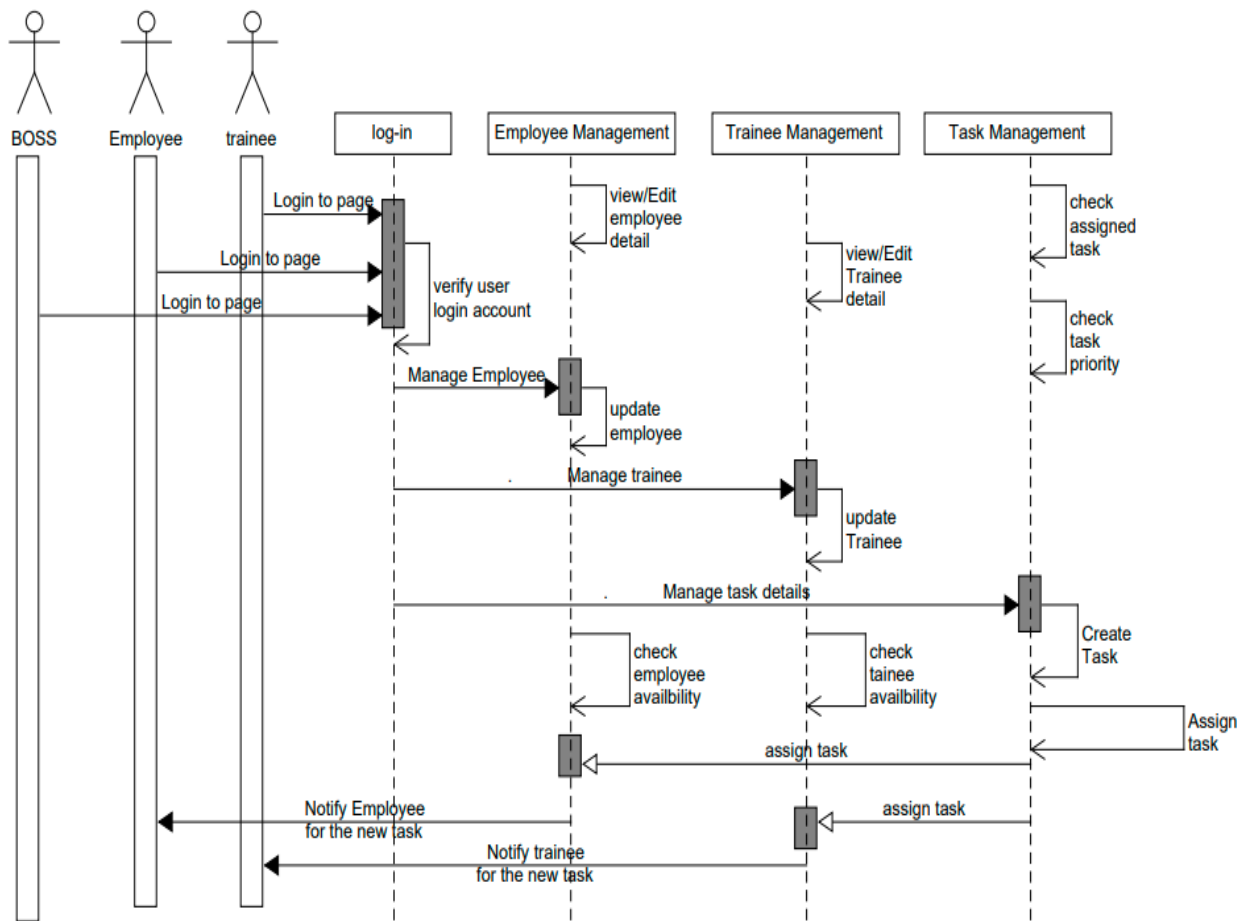 BOSS
Employee
trainee
log-in
Employee Management
Trainee Management
Task Management
Login to page
view/Edit
employee
detail
check
assigned
task
Login to page
view/Edit
Trainee
detail
verify user
login account
Login to page
check
task
priority
Manage Employee
update
employee
Manage trainee
update
Trainee
Manage task details
Create
Task
check
employee
availbility
check
tainee
availbility
Assign
task
assign task
Notify Employee
for the new task
assign task
Notify trainee
for the new task